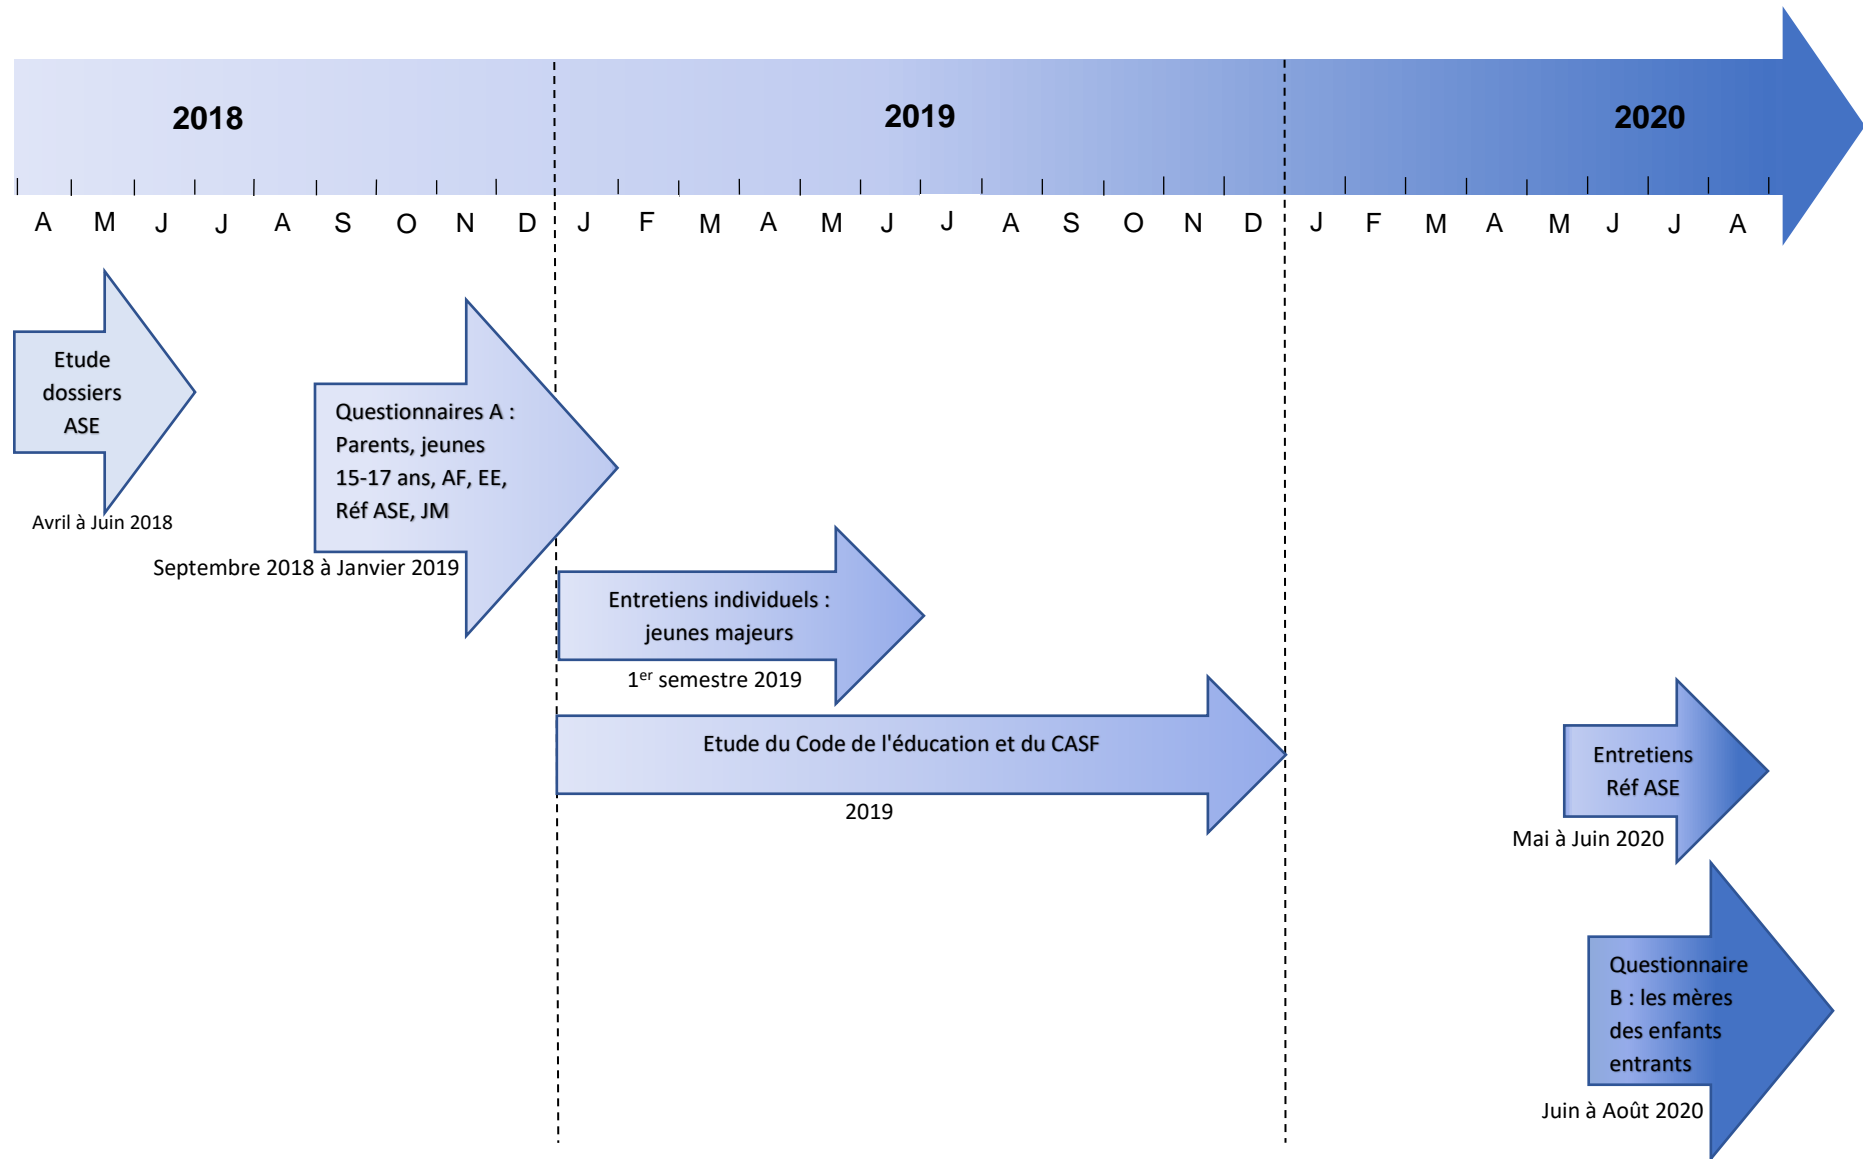 2018 2019 2020
A M J J A S O N D J F M A M J J A S O N D J F M A M J J A
Etude
dossiers
ASE
Avril à Juin 2018
Questionnaires A :
Parents, jeunes
15-17 ans, AF, EE,
Réf ASE, JM
Septembre 2018 à Janvier 2019
Entretiens individuels :
jeunes majeurs
1er semestre 2019
Etude du Code de l'éducation et du CASF
2019
Entretiens
Réf ASE
Mai à Juin 2020
Questionnaire
B : les mères
des enfants
entrants
Juin à Août 2020